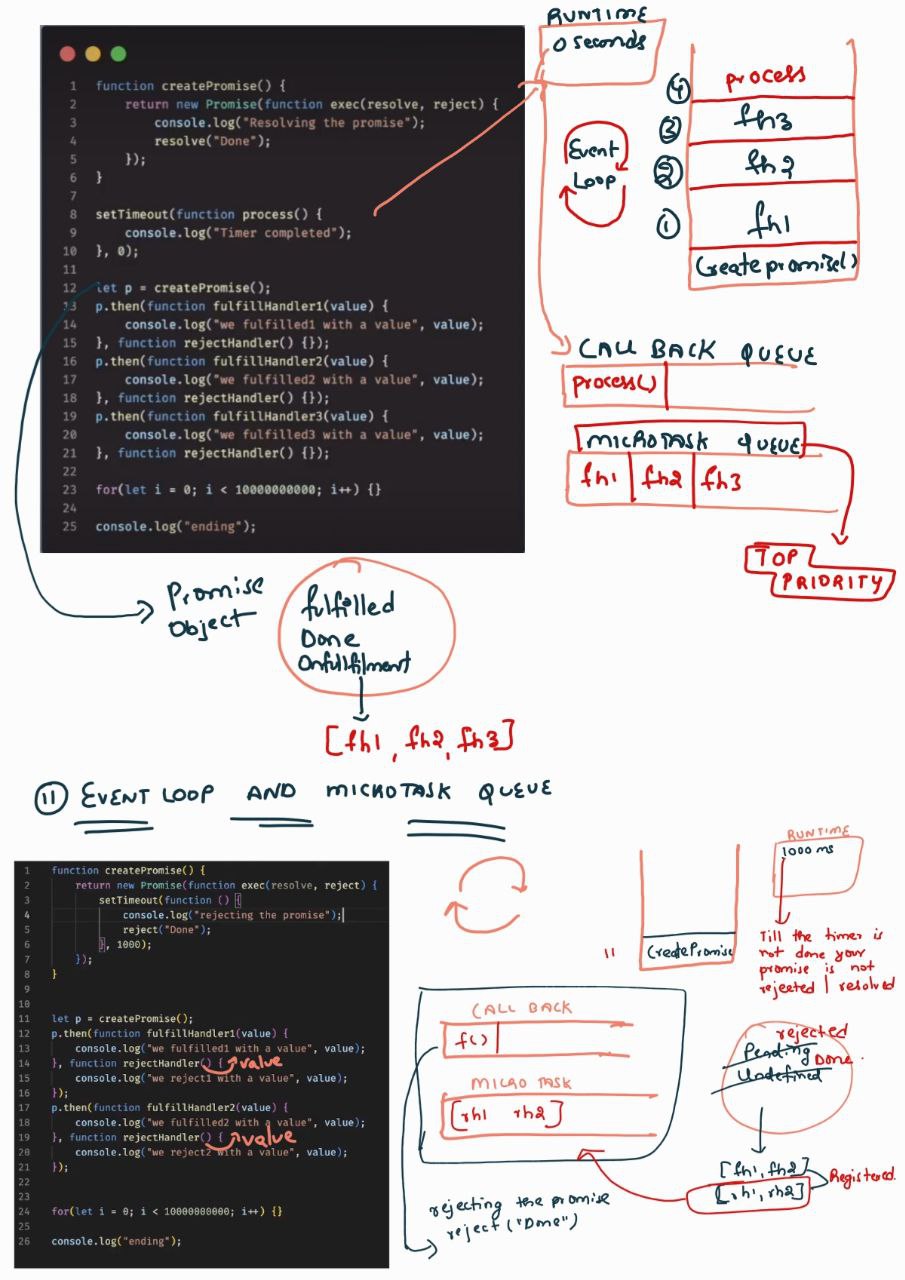 RUNTIME
0 seconds
1 function createPromise() {
2 return new Promise(function exec(resolve, reject) {
3 console.log("Resolving the promise");
4 resolve("Done");
5 });
6 }
7
8 setTimeout(function process() {
9 console.log("Timer completed");
10 }, 0);
11
12 let p = createPromise();
13 p.then(function fulfillHandler1(value) {
14 console.log("we fulfilled1 with a value", value);
15 }, function rejectHandler() {});
16 p.then(function fulfillHandler2(value) {
17 console.log("we fulfilled2 with a value", value);
18 }, function rejectHandler() {});
19 p.then(function fulfillHandler3(value) {
20 console.log("we fulfilled3 with a value", value);
21 }, function rejectHandler() {});
22
23 for(let i = 0; i < 10000000000; i++) {}
24
25 console.log("ending");
Event
Loop
④ process
③ fh3
② fh2
① fh1
Createpromise()
CALL BACK QUEUE
process()
MICROTASK QUEUE
fh1 fh2 fh3
TOP
PRIORITY
Promise
Object
fulfilled
Done
Onfullfilment
[fh1, fh2, fh3]
⑪ EVENT LOOP AND MICROTASK QUEUE
1 function createPromise() {
2 return new Promise(function exec(resolve, reject) {
3 setTimeout(function () {
4 console.log("rejecting the promise");
5 reject("Done");
6 }, 1000);
7 });
8 }
9
10
11 let p = createPromise();
12 p.then(function fulfillHandler1(value) {
13 console.log("we fulfilled1 with a value", value);
14 }, function rejectHandler() { value
15 console.log("we reject1 with a value", value);
16 });
17 p.then(function fulfillHandler2(value) {
18 console.log("we fulfilled2 with a value", value);
19 }, function rejectHandler() { value
20 console.log("we reject2 with a value", value);
21 });
22
23
24 for(let i = 0; i < 10000000000; i++) {}
25
26 console.log("ending");
11
CreatePromise
RUNTIME
1000 ms
Till the timer is
not done your
promise is not
rejected | resolved
CALL BACK
f()
MICRO TASK
[rh1 rh2]
rejecting the promise
reject ("Done")
rejected
Pending Done.
Undefined
[fh1, fh2]
[rh1, rh2]
Registered.